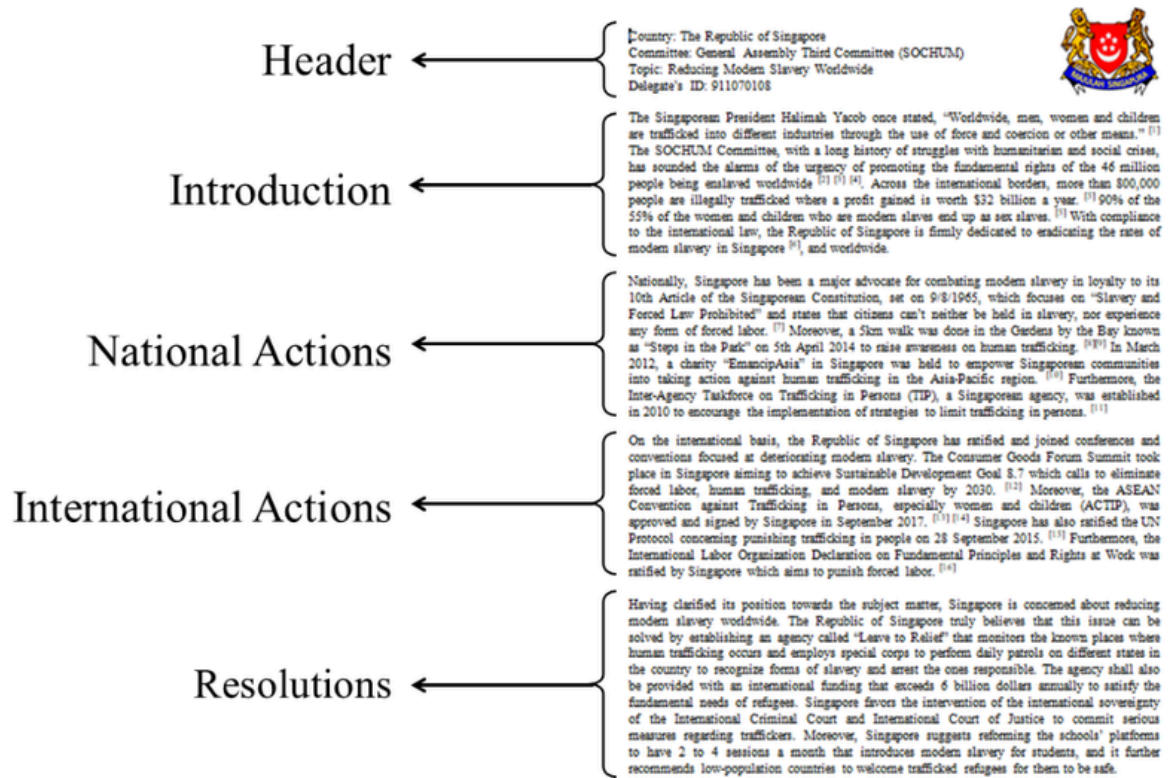 Header
Country: The Republic of Singapore
Committee: General Assembly Third Committee (SOCHUM)
Topic: Reducing Modern Slavery Worldwide
Delegate's ID: 911070108
MAJULAH SINGAPURA
Introduction
The Singaporean President Halimah Yacob once stated, “Worldwide, men, women and children
are trafficked into different industries through the use of force and coercion or other means.” [1]
The SOCHUM Committee, with a long history of struggles with humanitarian and social crises,
has sounded the alarms of the urgency of promoting the fundamental rights of the 46 million
people being enslaved worldwide [2] [3] [4]. Across the international borders, more than 800,000
people are illegally trafficked where a profit gained is worth $32 billion a year. 90% of the
55% of the women and children who are modern slaves end up as sex slaves. [5] With compliance
to the international law, the Republic of Singapore is firmly dedicated to eradicating the rates of
modern slavery in Singapore [6], and worldwide.
National Actions
Nationally, Singapore has been a major advocate for combating modern slavery in loyalty to its
10th Article of the Singaporean Constitution, set on 9/8/1965, which focuses on “Slavery and
Forced Law Prohibited” and states that citizens can’t neither be held in slavery, nor experience
any form of forced labor. [7] Moreover, a 5km walk was done in the Gardens by the Bay known
as “Steps in the Park” on 5th April 2014 to raise awareness on human trafficking. [8][9] In March
2012, a charity “EmancipAsia” in Singapore was held to empower Singaporean communities
into taking action against human trafficking in the Asia-Pacific region. [10] Furthermore, the
Inter-Agency Taskforce on Trafficking in Persons (TIP), a Singaporean agency, was established
in 2010 to encourage the implementation of strategies to limit trafficking in persons. [11]
International Actions
On the international basis, the Republic of Singapore has ratified and joined conferences and
conventions focused at deteriorating modern slavery. The Consumer Goods Forum Summit took
place in Singapore aiming to achieve Sustainable Development Goal 8.7 which calls to eliminate
forced labor, human trafficking, and modern slavery by 2030. [12] Moreover, the ASEAN
Convention against Trafficking in Persons, especially women and children (ACTIP), was
approved and signed by Singapore in September 2017. [13] [14] Singapore has also ratified the UN
Protocol concerning punishing trafficking in people on 28 September 2015. [15] Furthermore, the
International Labor Organization Declaration on Fundamental Principles and Rights at Work was
ratified by Singapore which aims to punish forced labor. [16]
Resolutions
Having clarified its position towards the subject matter, Singapore is concerned about reducing
modern slavery worldwide. The Republic of Singapore truly believes that this issue can be
solved by establishing an agency called “Leave to Relief” that monitors the known places where
human trafficking occurs and employs special corps to perform daily patrols on different states in
the country to recognize forms of slavery and arrest the ones responsible. The agency shall also
be provided with an international funding that exceeds 6 billion dollars annually to satisfy the
fundamental needs of refugees. Singapore favors the intervention of the international sovereignty
of the International Criminal Court and International Court of Justice to commit serious
measures regarding traffickers. Moreover, Singapore suggests reforming the schools’ platforms
to have 2 to 4 sessions a month that introduces modern slavery for students, and it further
recommends low-population countries to welcome trafficked refugees for them to be safe.